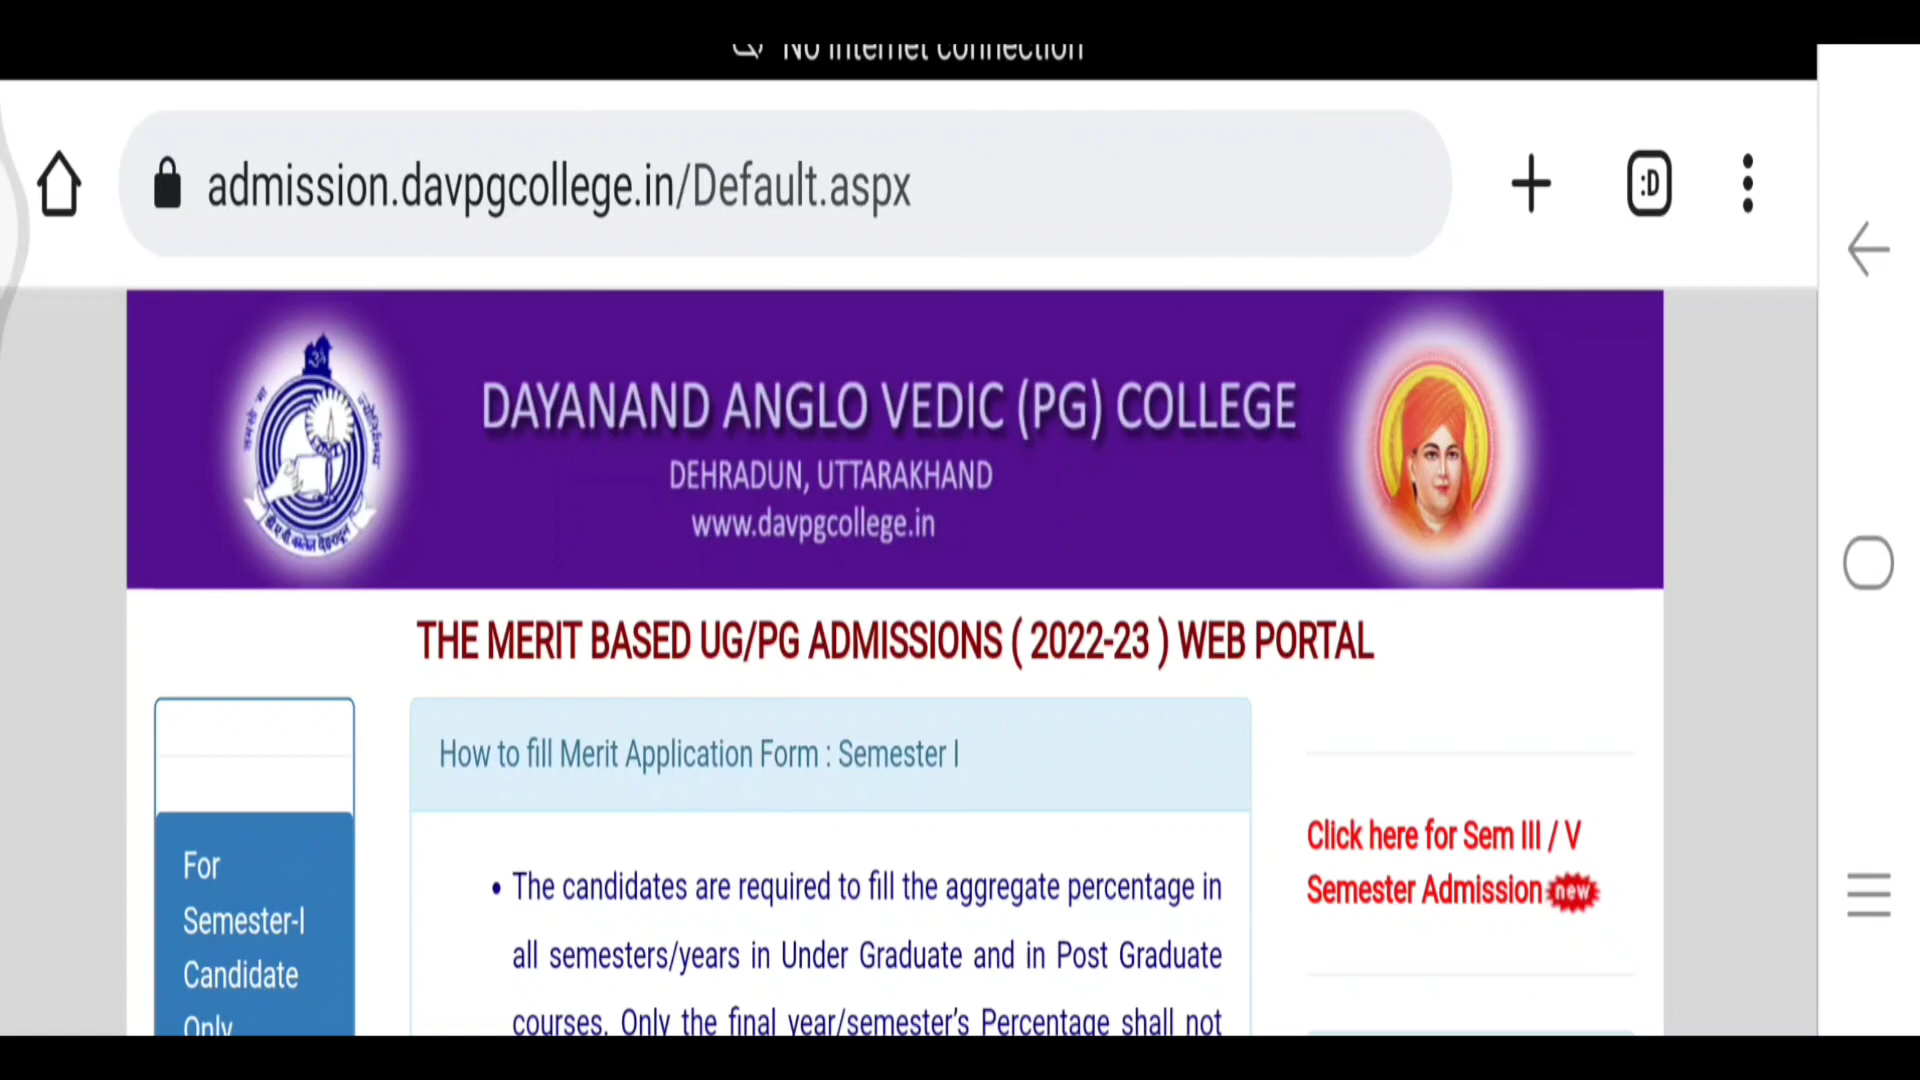 No internet connection
admission.davpgcollege.in/Default.aspx
:D
DAYANAND ANGLO VEDIC (PG) COLLEGE
DEHRADUN, UTTARAKHAND
www.davpgcollege.in
THE MERIT BASED UG/PG ADMISSIONS ( 2022-23 ) WEB PORTAL
For
Semester-I
Candidate
Only
How to fill Merit Application Form : Semester I
• The candidates are required to fill the aggregate percentage in
all semesters/years in Under Graduate and in Post Graduate
courses. Only the final year/semester's Percentage shall not
Click here for Sem III / V
Semester Admission new